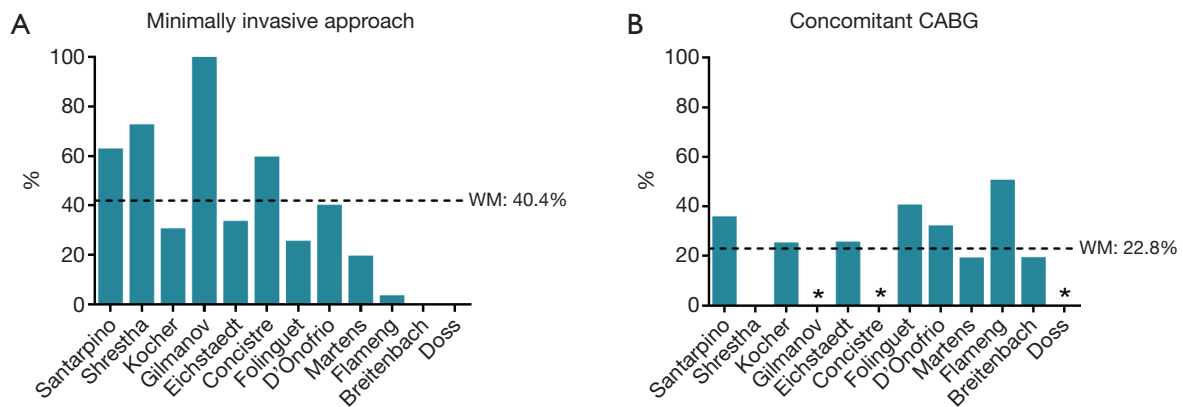 A
Minimally invasive approach
100
80
60
40
20
0
%
WM: 40.4%
Santarpino
Shrestha
Kocher
Gilmanov
Eichstaedt
Concistre
Folinguet
D'Onofrio
Martens
Flameng
Breitenbach
Doss
B
Concomitant CABG
100
80
60
40
20
0
%
WM: 22.8%
*
*
*
Santarpino
Shrestha
Kocher
Gilmanov
Eichstaedt
Concistre
Folinguet
D'Onofrio
Martens
Flameng
Breitenbach
Doss